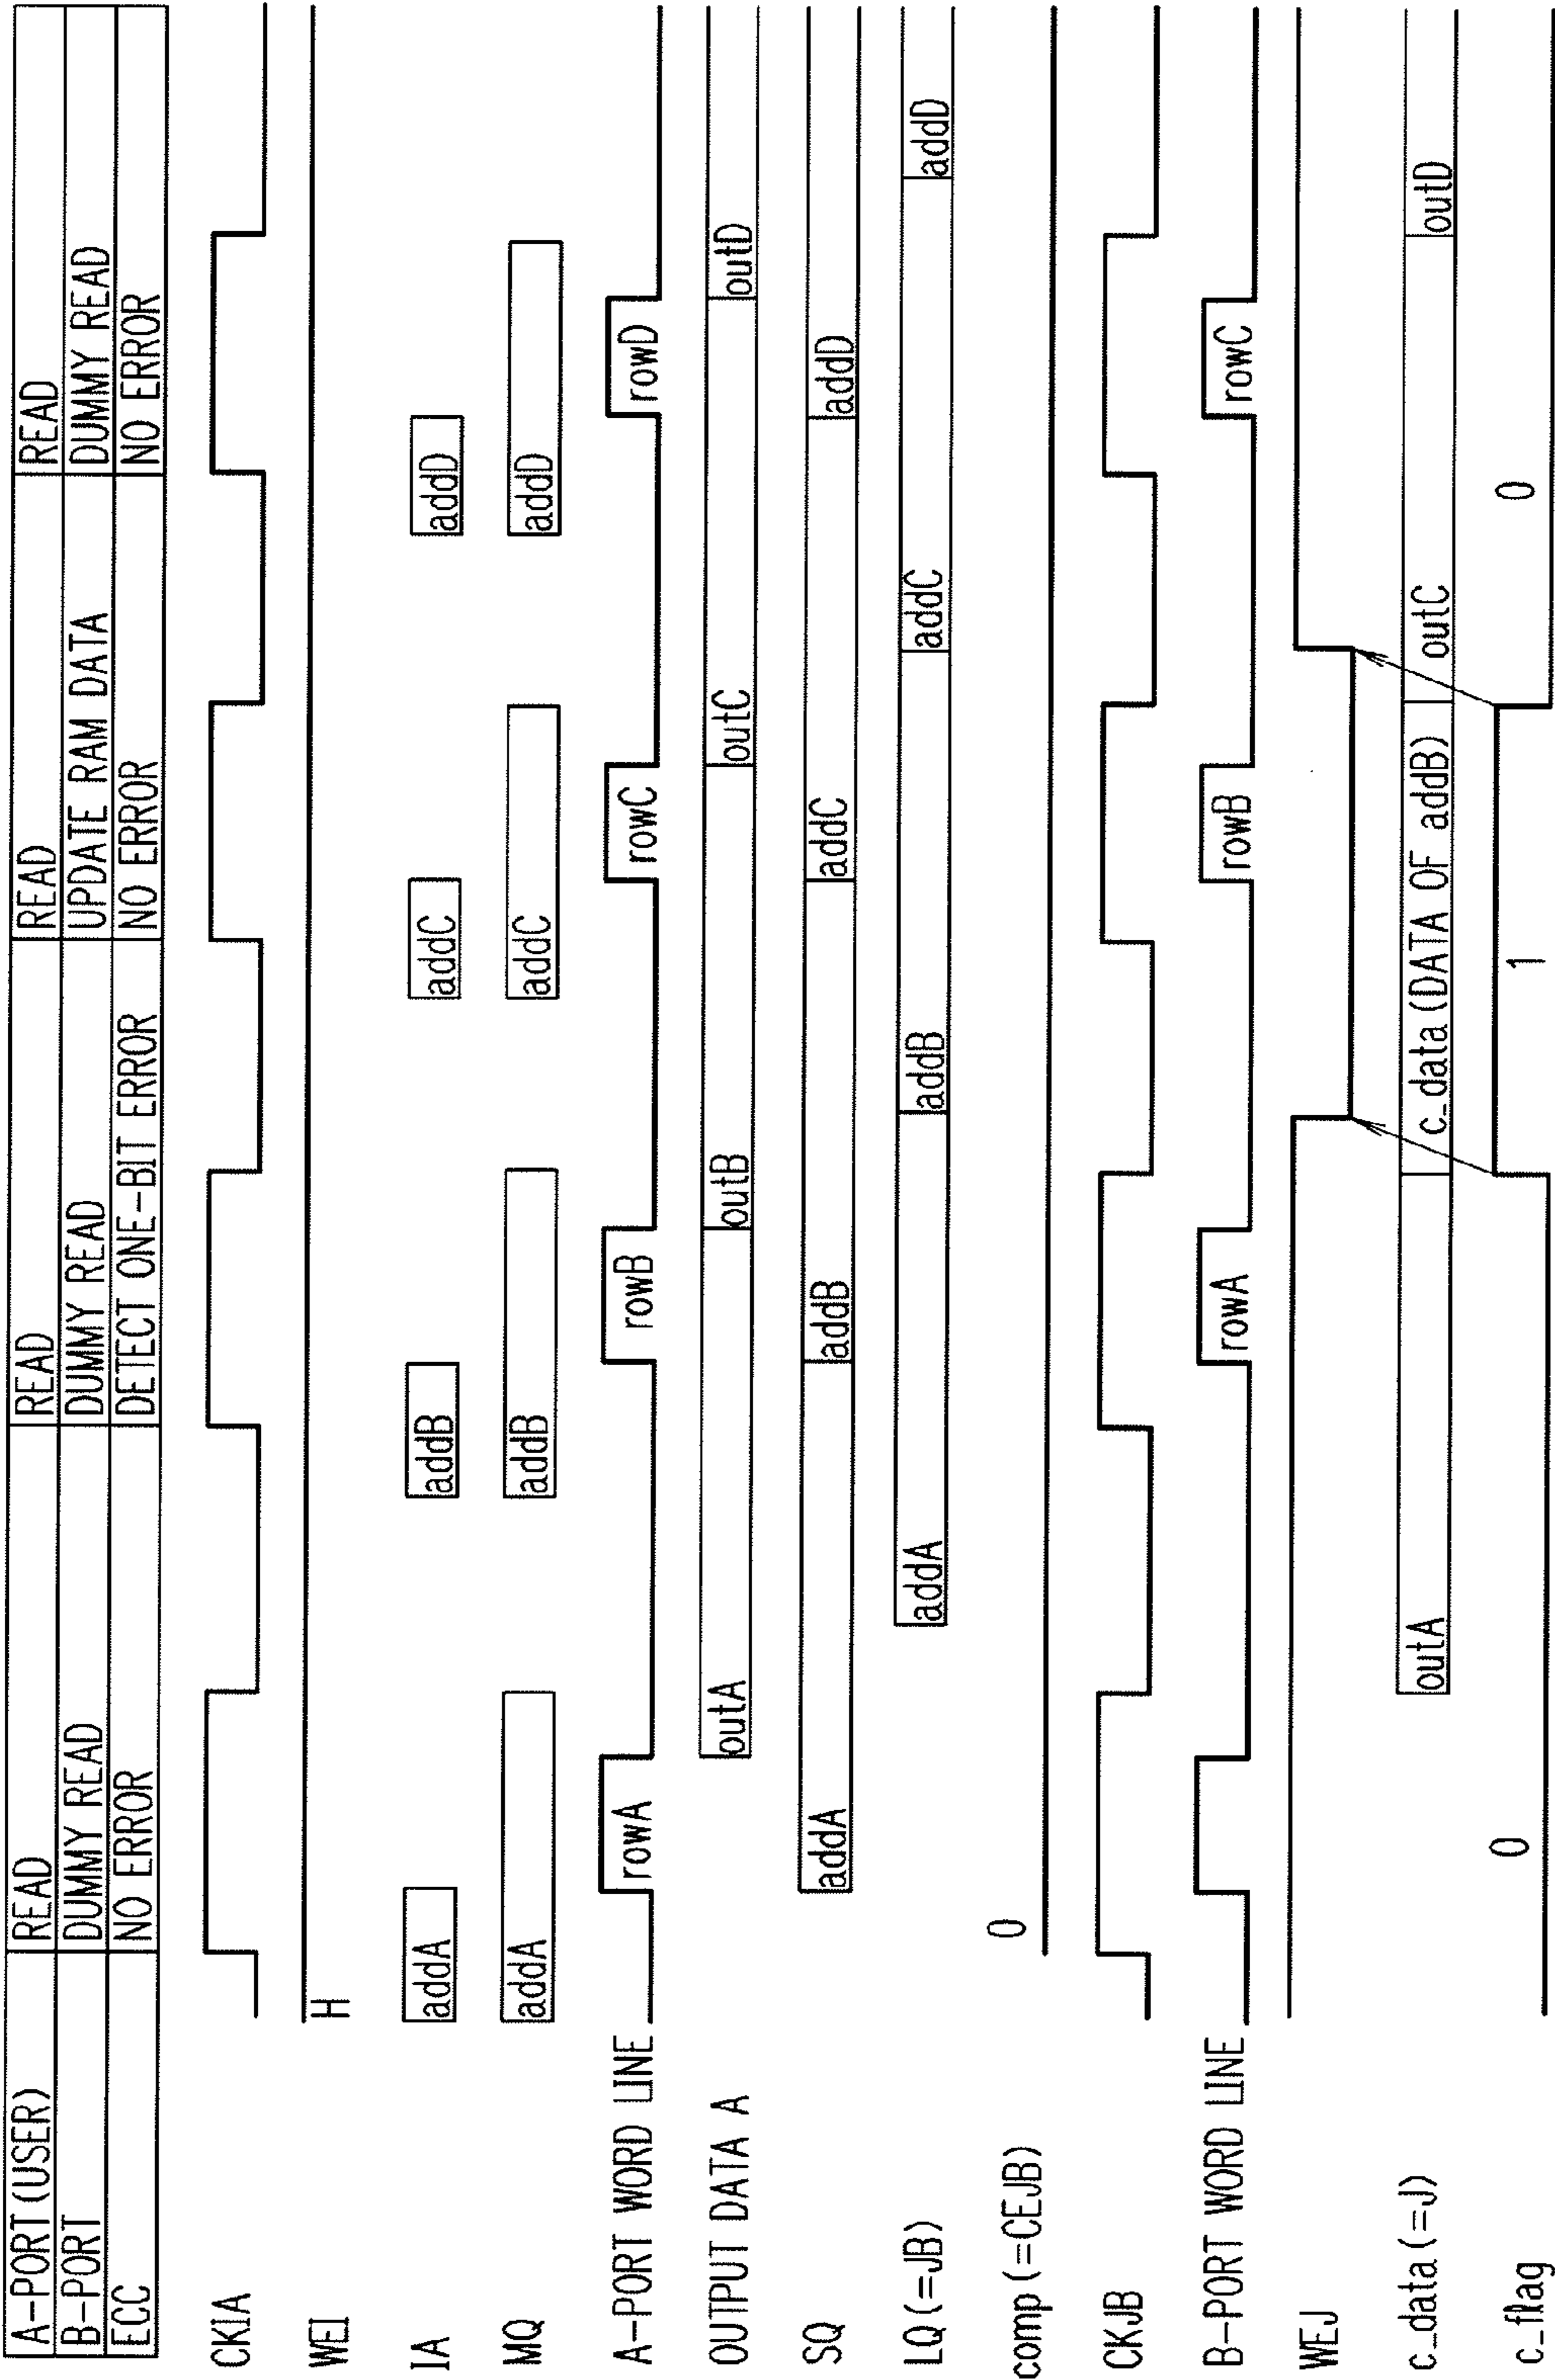 A-PORT(USER) READ READ READ READ
B-PORT DUMMY READ DUMMY READ UPDATE RAM DATA DUMMY READ
ECC NO ERROR DETECT ONE-BIT ERROR NO ERROR NO ERROR
CKIA
WEI H
IA addA addB addC addD
MQ addA addB addC addD
A-PORT WORD LINE rowA rowB rowC rowD
OUTPUT DATA A outA outB outC outD
SQ addA addB addC addD
LQ(=JB) addA addB addC addD
comp(=CEJB) 0
CKJB
B-PORT WORD LINE rowA rowB rowC
WEJ
c_data(=J) outA c_data(DATA OF addB) outC outD
c_flag 0 1 0